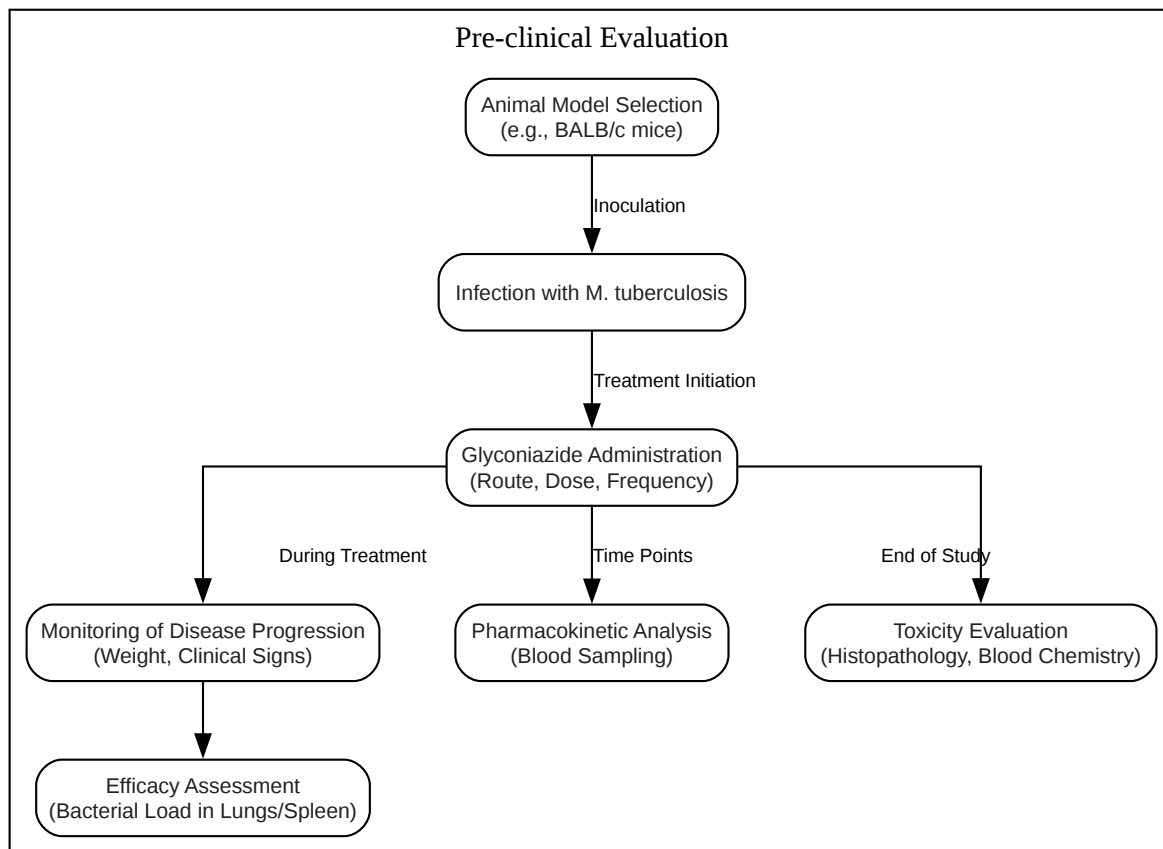 Pre-clinical Evaluation
Animal Model Selection
(e.g., BALB/c mice)
Inoculation
Infection with M. tuberculosis
Treatment Initiation
Glyconiazide Administration
(Route, Dose, Frequency)
During Treatment
Time Points
End of Study
Monitoring of Disease Progression
(Weight, Clinical Signs)
Pharmacokinetic Analysis
(Blood Sampling)
Toxicity Evaluation
(Histopathology, Blood Chemistry)
Efficacy Assessment
(Bacterial Load in Lungs/Spleen)